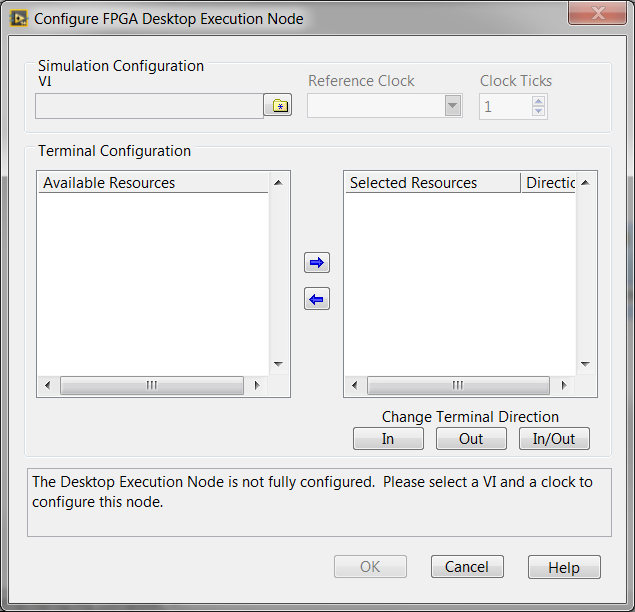 Configure FPGA Desktop Execution Node
Simulation Configuration
VI
Reference Clock
Clock Ticks
1
Terminal Configuration
Available Resources
Selected Resources
Directic
Change Terminal Direction
In
Out
In/Out
The Desktop Execution Node is not fully configured. Please select a VI and a clock to
configure this node.
OK
Cancel
Help